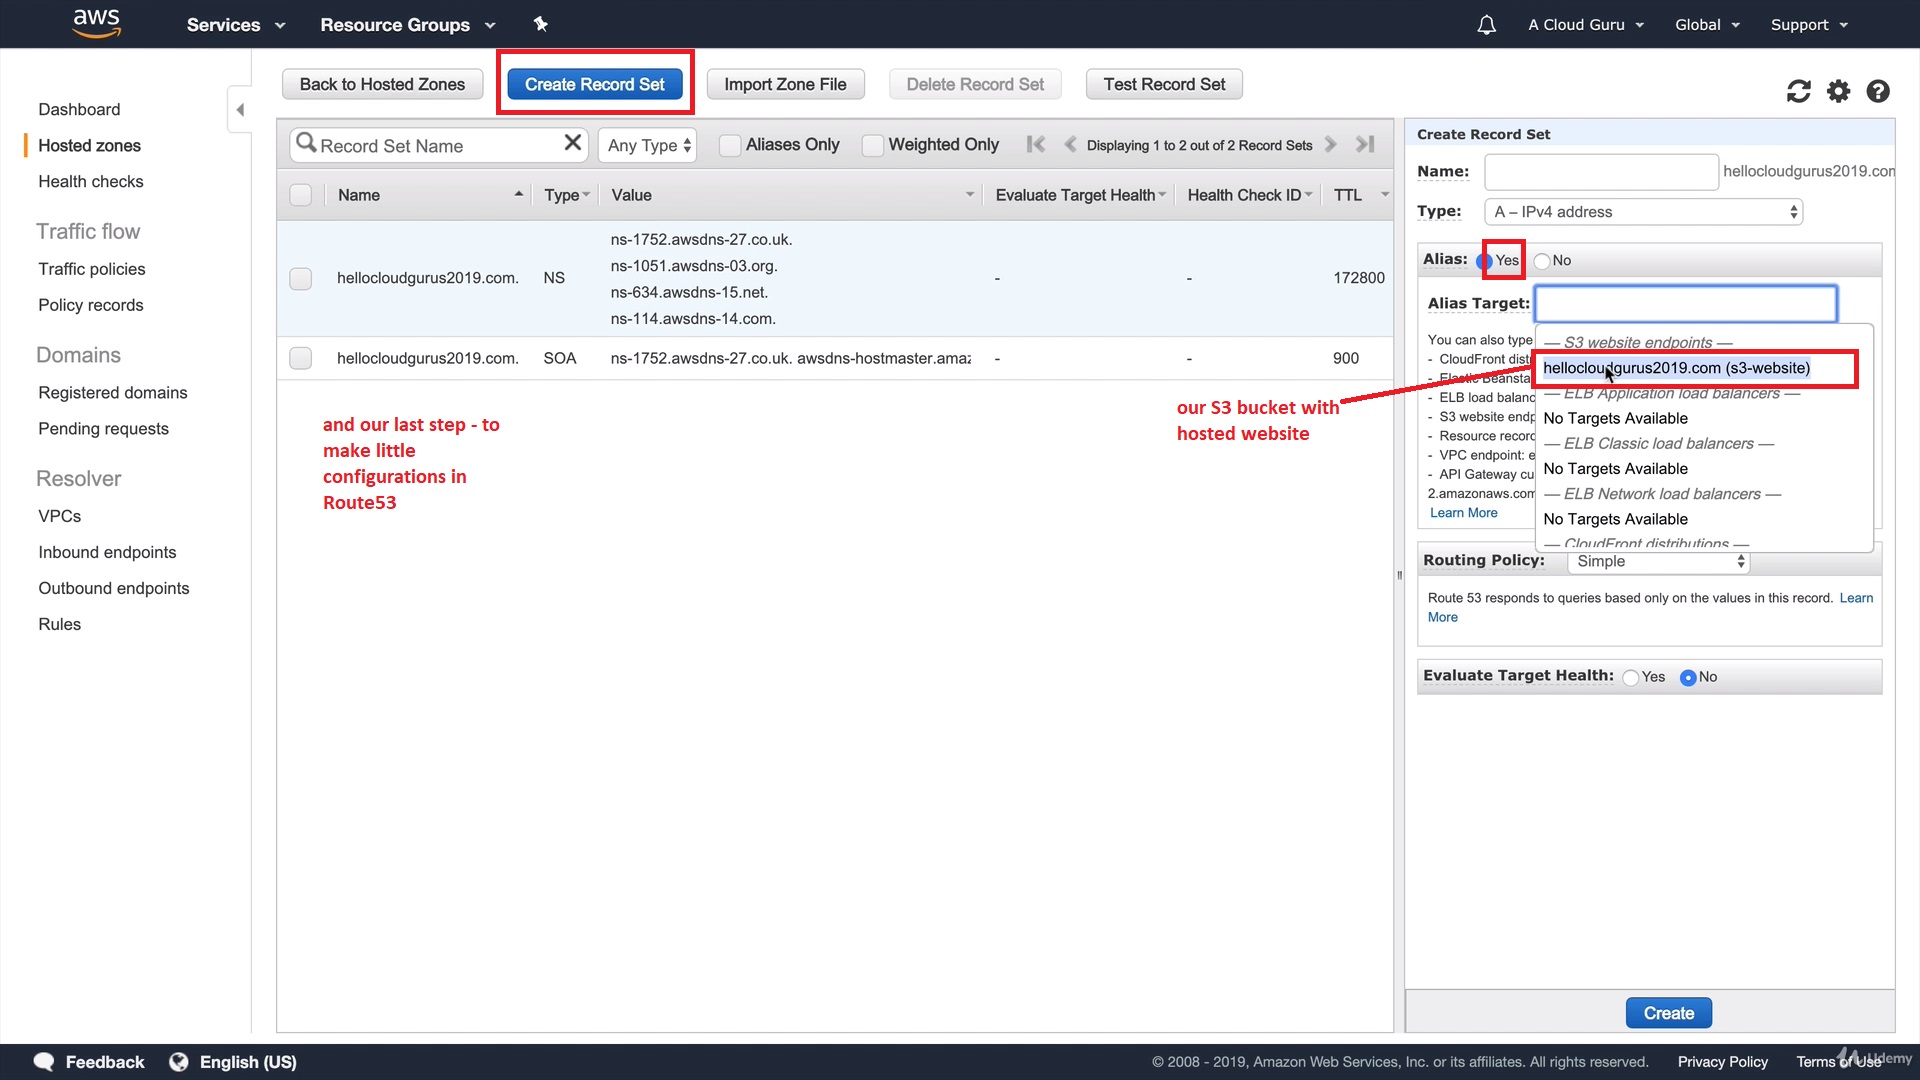 aws
Services
Resource Groups
A Cloud Guru
Global
Support
Dashboard
Hosted zones
Health checks
Traffic flow
Traffic policies
Policy records
Domains
Registered domains
Pending requests
Resolver
VPCs
Inbound endpoints
Outbound endpoints
Rules
Back to Hosted Zones
Create Record Set
Import Zone File
Delete Record Set
Test Record Set
Record Set Name
Any Type
Aliases Only
Weighted Only
Displaying 1 to 2 out of 2 Record Sets
Name
Type
Value
Evaluate Target Health
Health Check ID
TTL
hellocloudgurus2019.com.
NS
ns-1752.awsdns-27.co.uk.
ns-1051.awsdns-03.org.
ns-634.awsdns-15.net.
ns-114.awsdns-14.com.
-
-
172800
hellocloudgurus2019.com.
SOA
ns-1752.awsdns-27.co.uk. awsdns-hostmaster.amaz
-
-
900
and our last step - to
make little
configurations in
Route53
our S3 bucket with
hosted website
Create Record Set
Name:
hellocloudgurus2019.com
Type:
A – IPv4 address
Alias:
Yes
No
Alias Target:
You can also type
- CloudFront distr
- Elastic Beansta
- ELB load balanc
- S3 website endp
- Resource record
- VPC endpoint: e
- API Gateway cu
2.amazonaws.com
Learn More
— S3 website endpoints —
hellocloudgurus2019.com (s3-website)
— ELB Application load balancers —
No Targets Available
— ELB Classic load balancers —
No Targets Available
— ELB Network load balancers —
No Targets Available
— CloudFront distributions —
Routing Policy:
Simple
Route 53 responds to queries based only on the values in this record. Learn
More
Evaluate Target Health:
Yes
No
Create
Feedback
English (US)
© 2008 - 2019, Amazon Web Services, Inc. or its affiliates. All rights reserved.
Privacy Policy
Terms of Use
Udemy